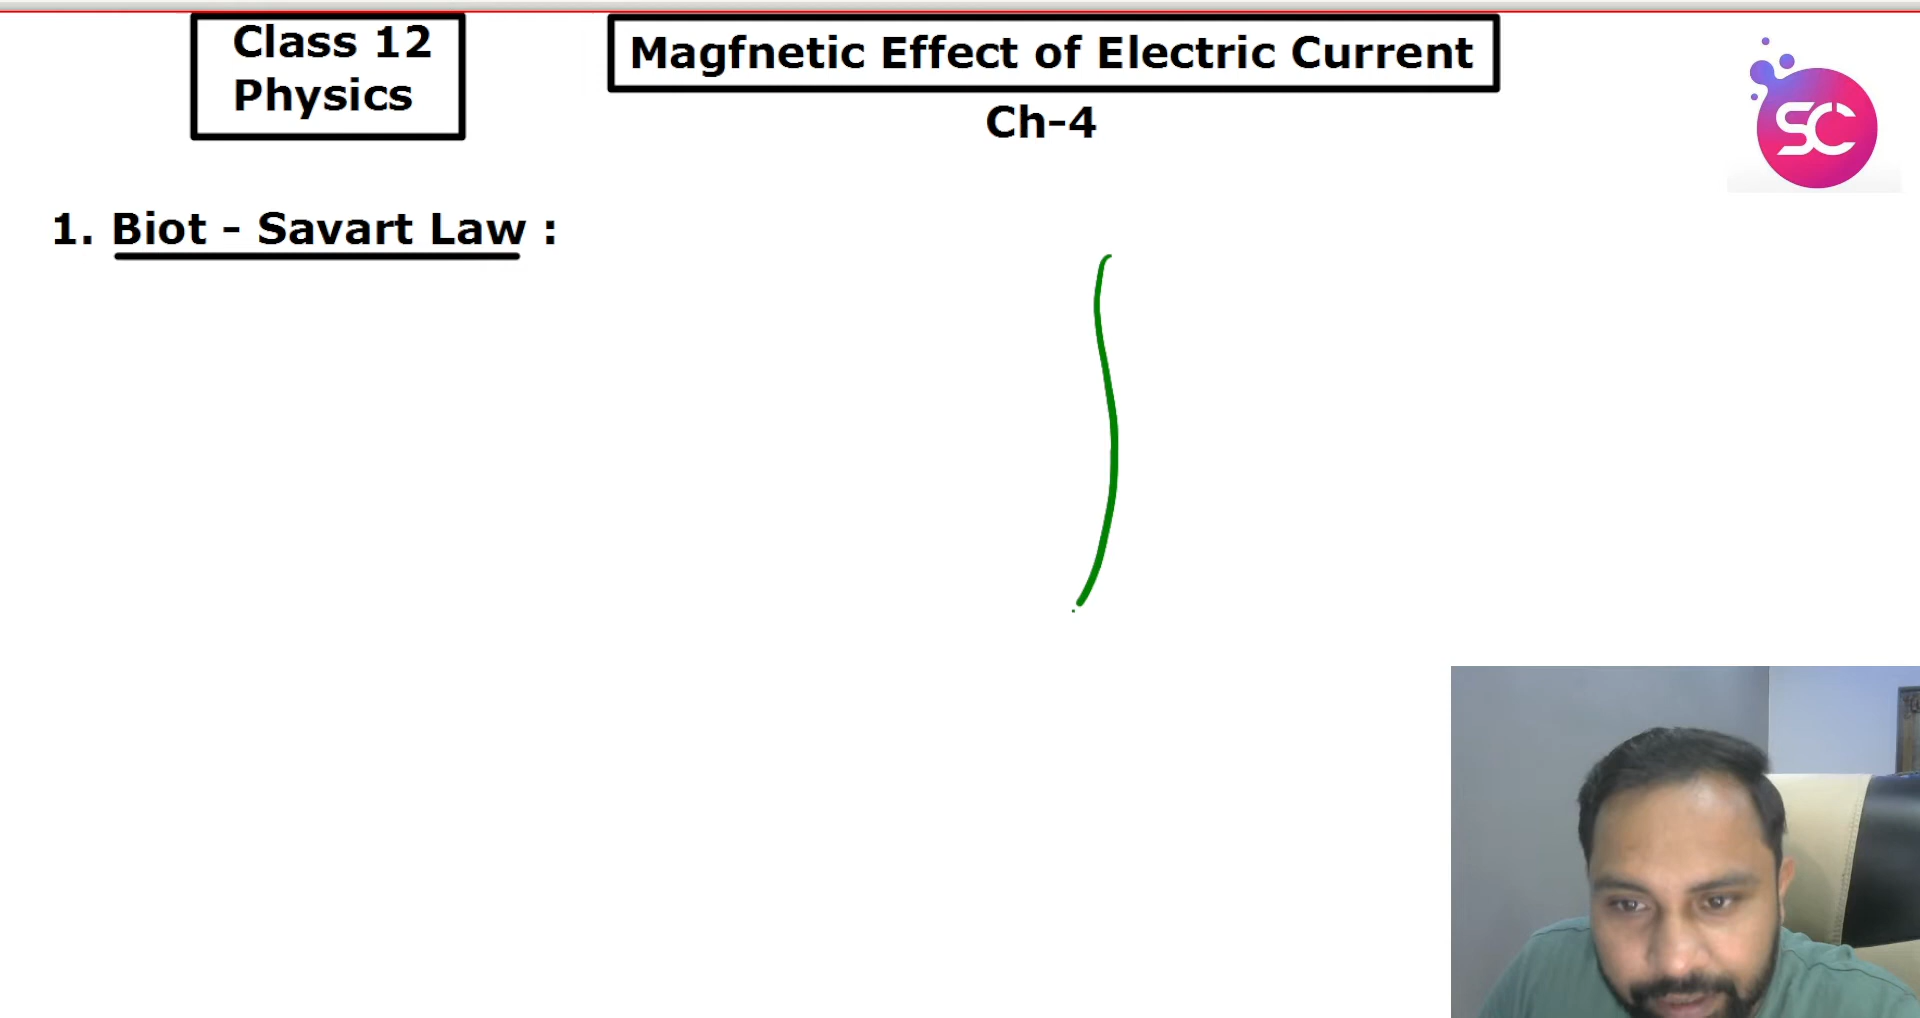 Class 12
Physics
Magfnetic Effect of Electric Current
Ch-4
SC
1. Biot - Savart Law :